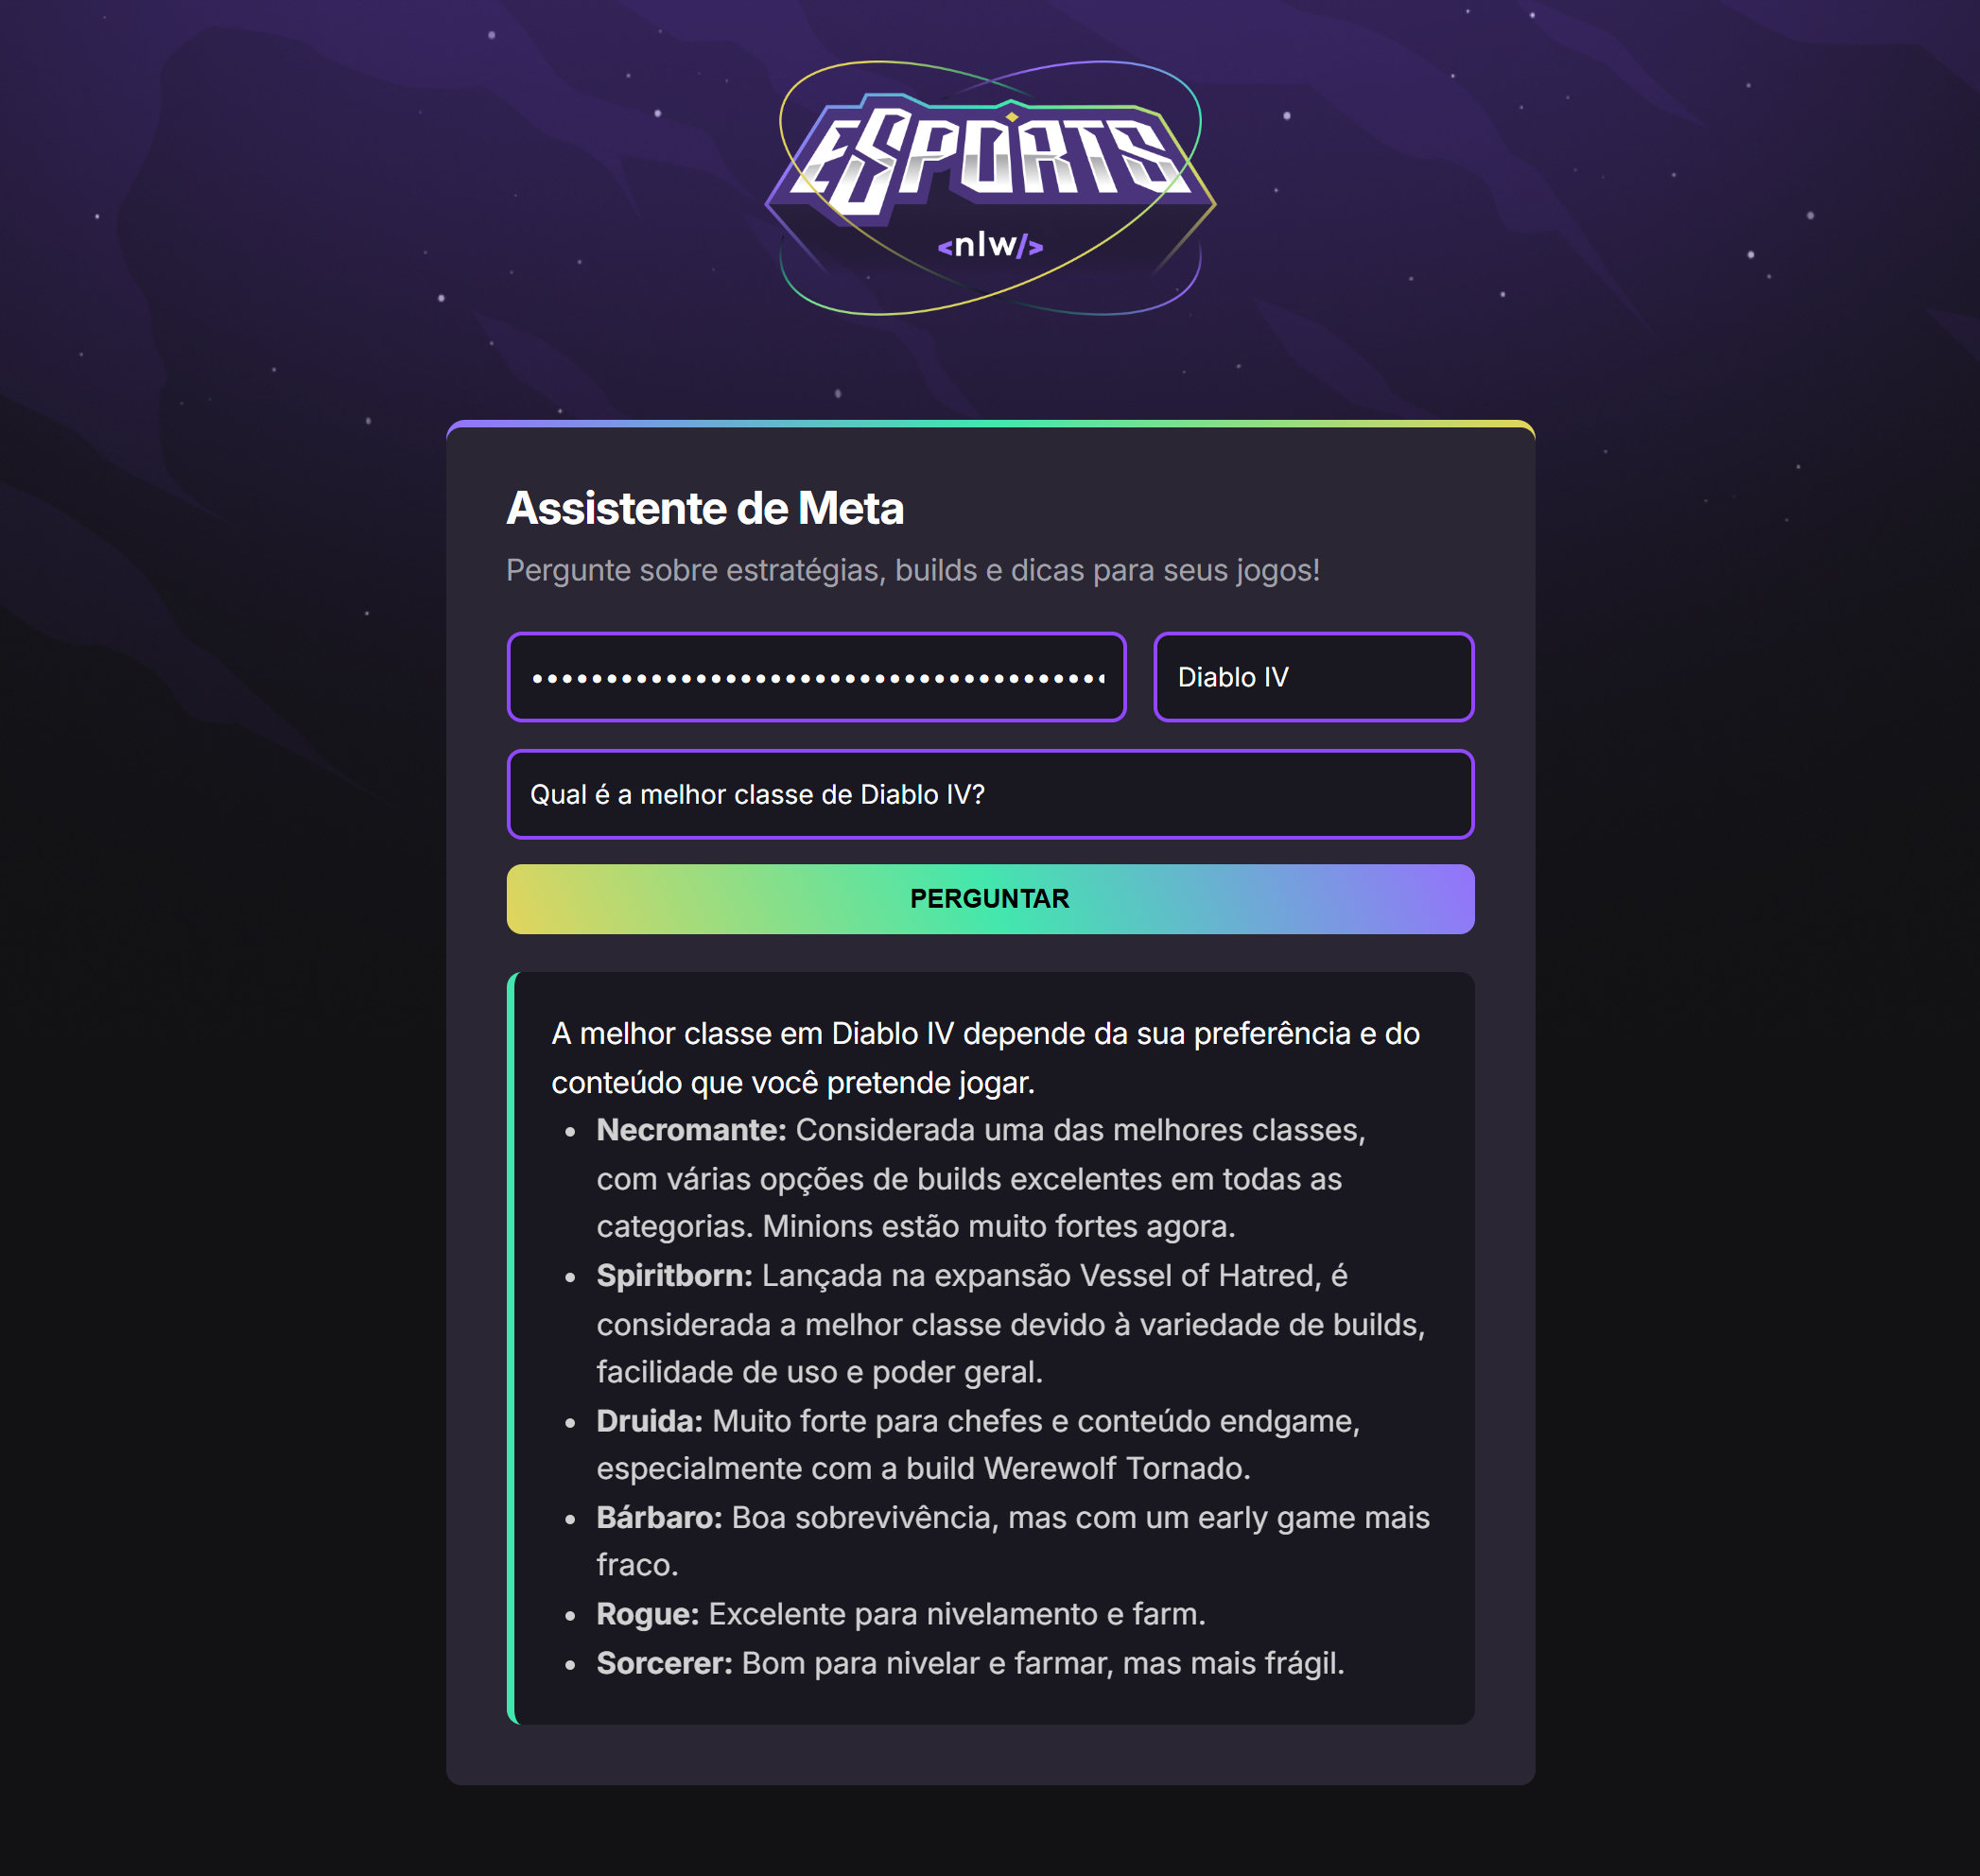 ESPORTS
<nlw/>
Assistente de Meta
Pergunte sobre estratégias, builds e dicas para seus jogos!
••••••••••••••••••••••••••••••••••••••• Diablo IV
Qual é a melhor classe de Diablo IV?
PERGUNTAR
A melhor classe em Diablo IV depende da sua preferência e do
conteúdo que você pretende jogar.
• Necromante: Considerada uma das melhores classes,
com várias opções de builds excelentes em todas as
categorias. Minions estão muito fortes agora.
• Spiritborn: Lançada na expansão Vessel of Hatred, é
considerada a melhor classe devido à variedade de builds,
facilidade de uso e poder geral.
• Druida: Muito forte para chefes e conteúdo endgame,
especialmente com a build Werewolf Tornado.
• Bárbaro: Boa sobrevivência, mas com um early game mais
fraco.
• Rogue: Excelente para nivelamento e farm.
• Sorcerer: Bom para nivelar e farmar, mas mais frágil.